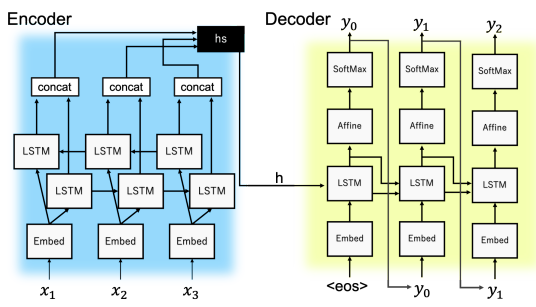 Encoder
hs
concat
concat
concat
LSTM
LSTM
LSTM
LSTM
LSTM
LSTM
Embed
Embed
Embed
x₁
x₂
x₃
h
Decoder
y₀
y₁
y₂
SoftMax
SoftMax
SoftMax
Affine
Affine
Affine
LSTM
LSTM
LSTM
Embed
Embed
Embed
<eos>
y₀
y₁